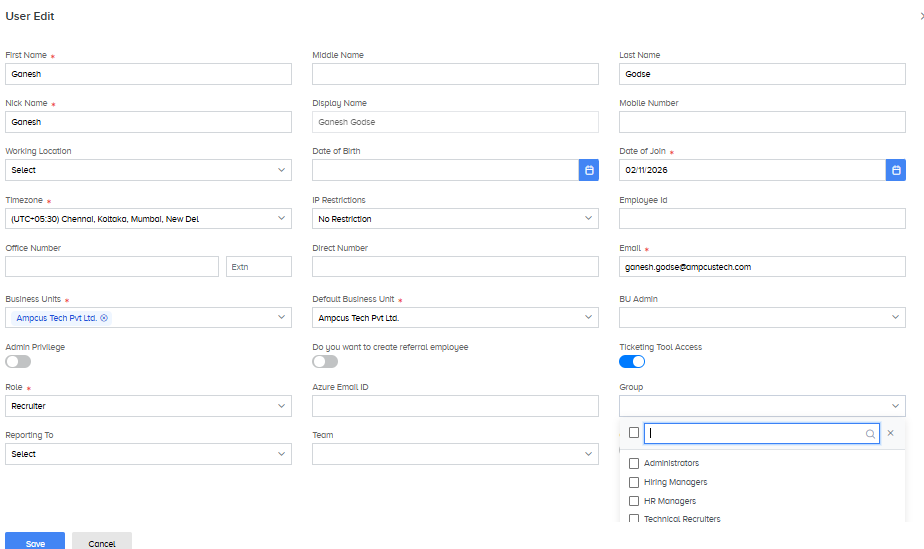 User Edit
First Name * Middle Name Last Name
Ganesh Godse
Nick Name * Display Name Mobile Number
Ganesh Ganesh Godse
Working Location Date of Birth Date of Join *
Select 02/11/2026
Timezone * IP Restrictions Employee Id
(UTC+05:30) Chennai, Koltaka, Mumbai, New Del No Restriction
Office Number Direct Number Email *
Extn ganesh.godse@ampcustech.com
Business Units * Default Business Unit * BU Admin
Ampcus Tech Pvt Ltd. Ampcus Tech Pvt Ltd.
Admin Privilege Do you want to create referral employee Ticketing Tool Access
Role * Azure Email ID Group
Recruiter
Reporting To Team
Select
Administrators
Hiring Managers
HR Managers
Technical Recruiters
Save Cancel